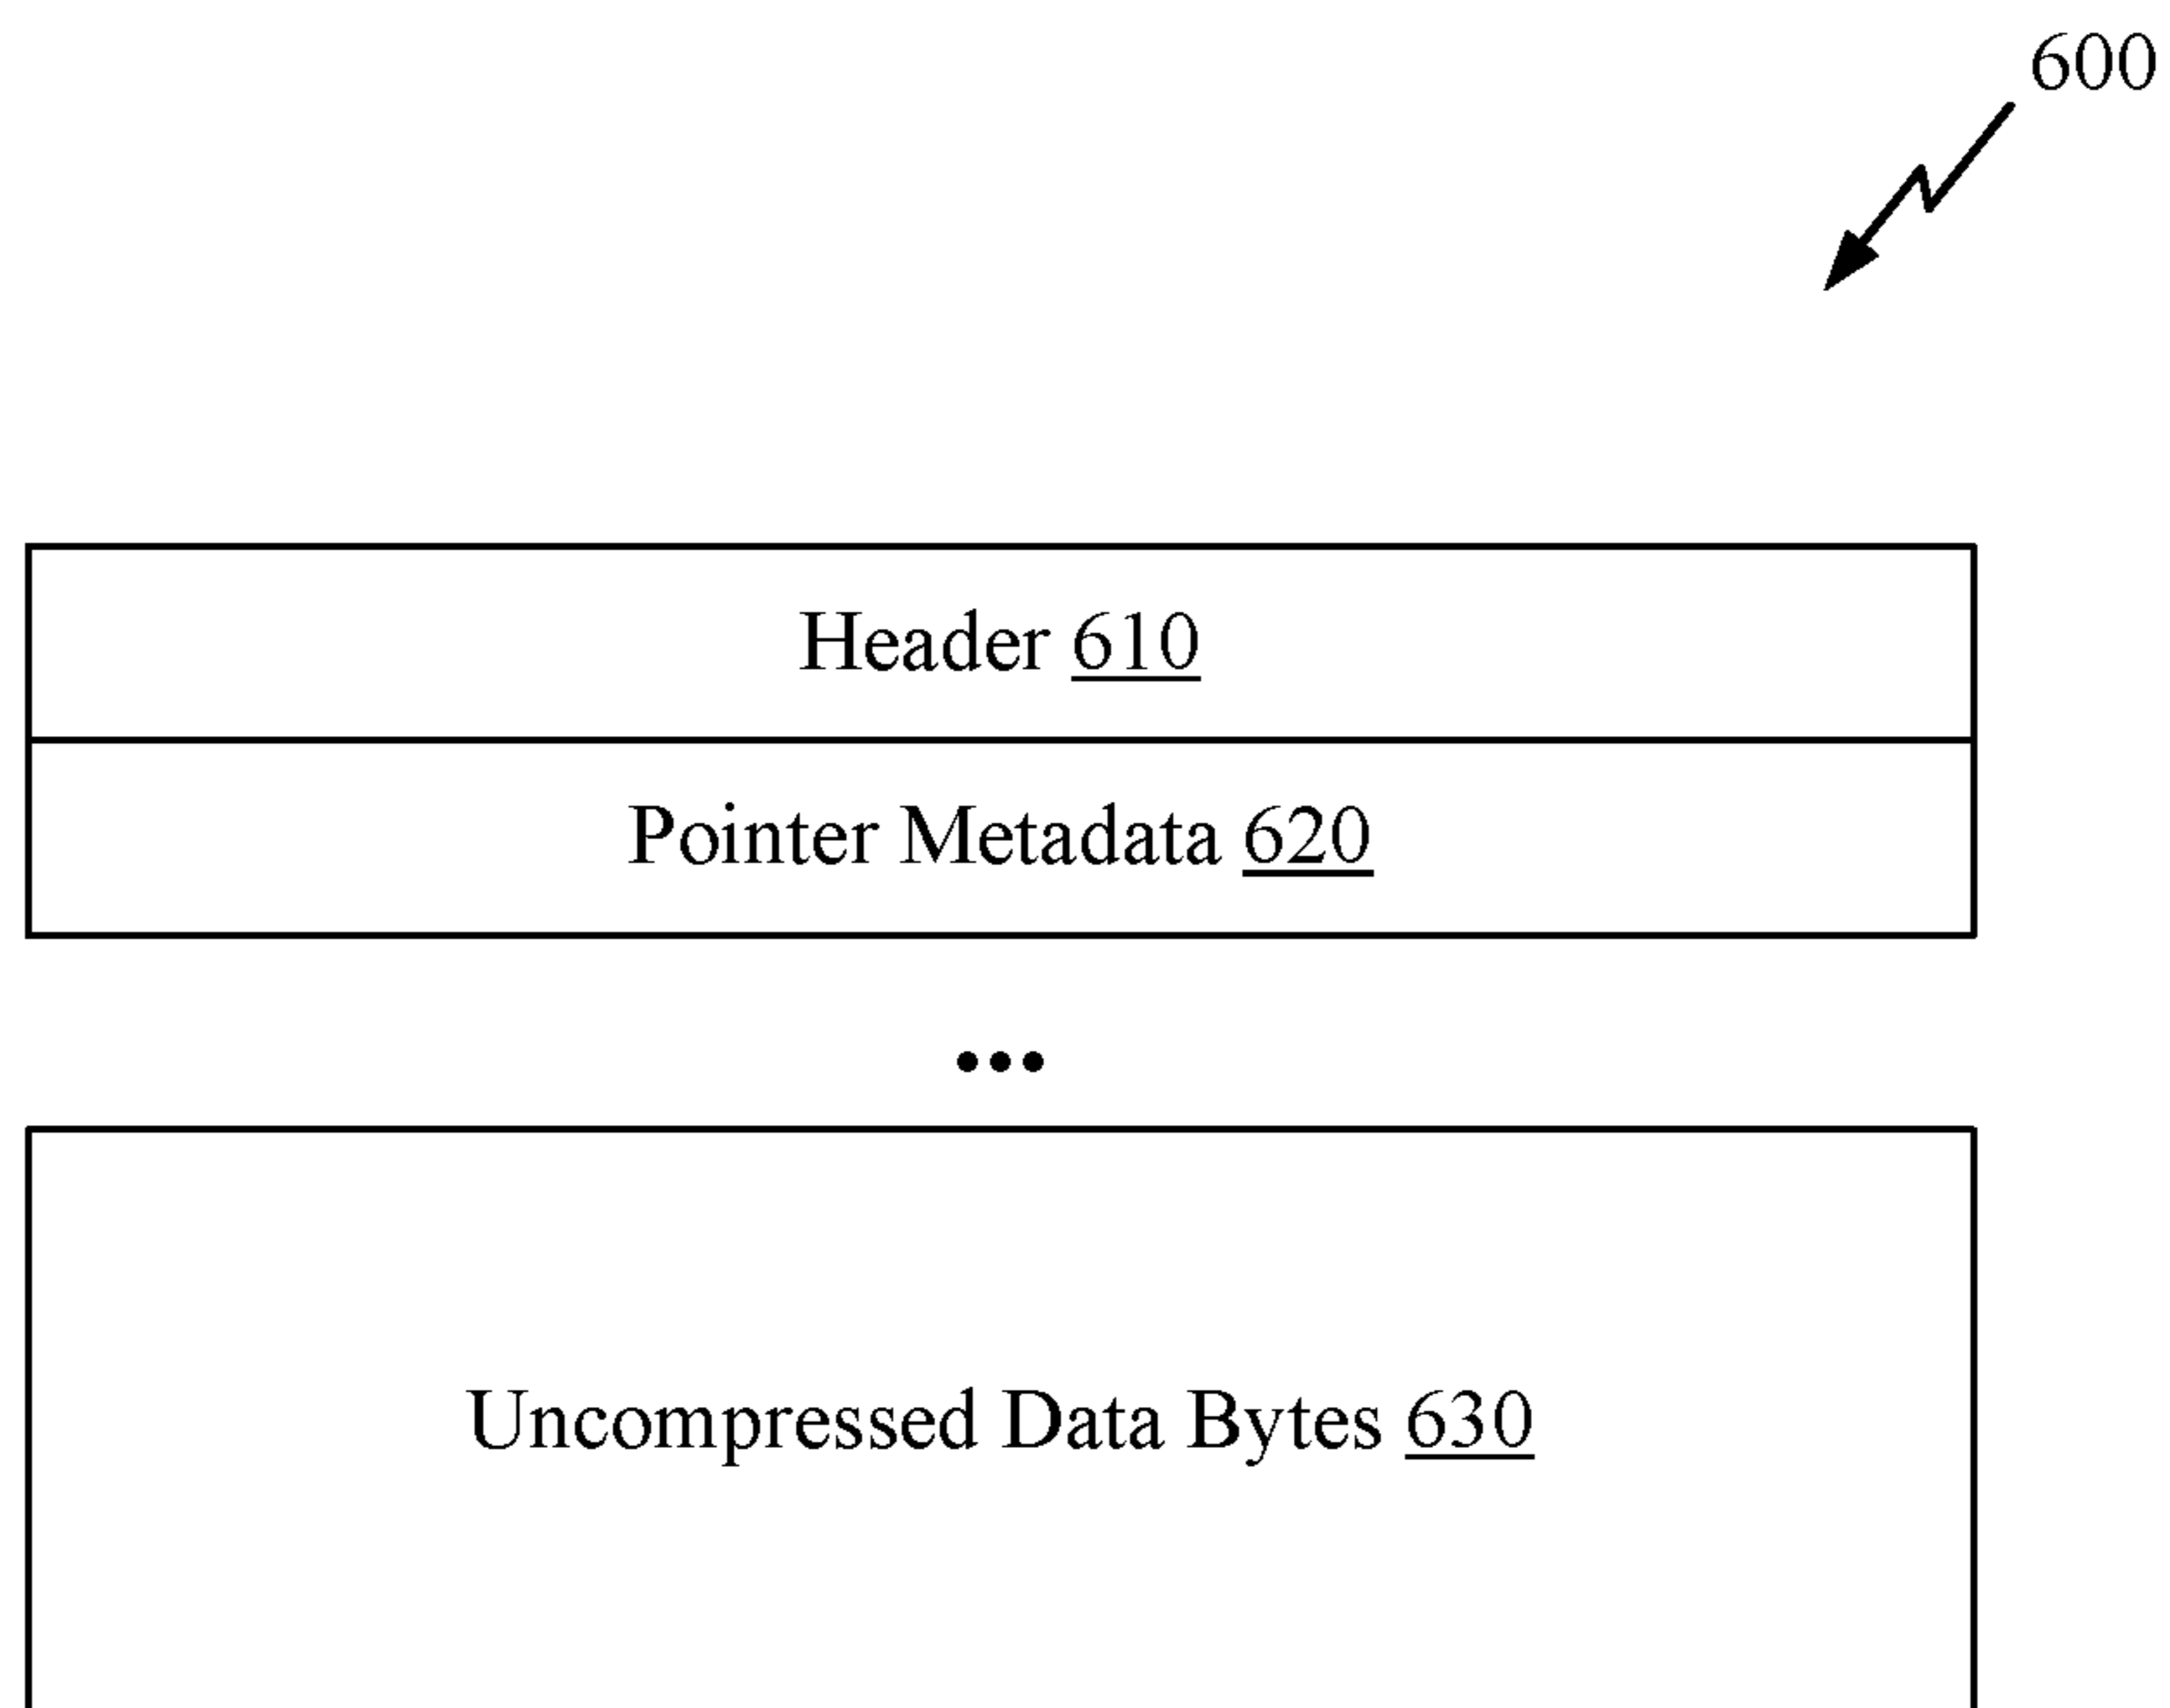 600
Header 610
Pointer Metadata 620
•••
Uncompressed Data Bytes 630